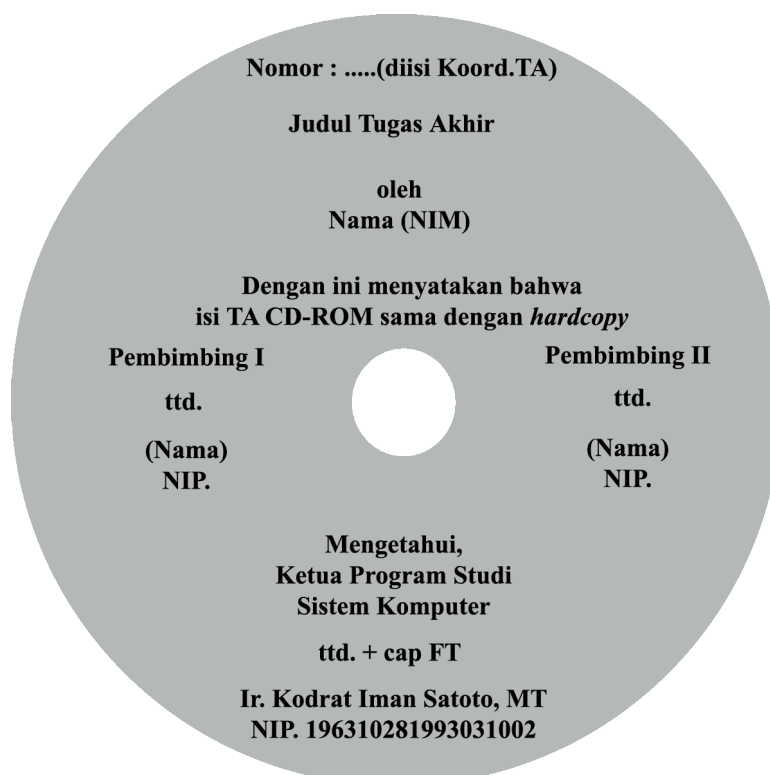 Nomor : .....(diisi Koord.TA)
Judul Tugas Akhir
oleh
Nama (NIM)
Dengan ini menyatakan bahwa
isi TA CD-ROM sama dengan hardcopy
Pembimbing I
ttd.
(Nama)
NIP.
Pembimbing II
ttd.
(Nama)
NIP.
Mengetahui,
Ketua Program Studi
Sistem Komputer
ttd. + cap FT
Ir. Kodrat Iman Satoto, MT
NIP. 196310281993031002